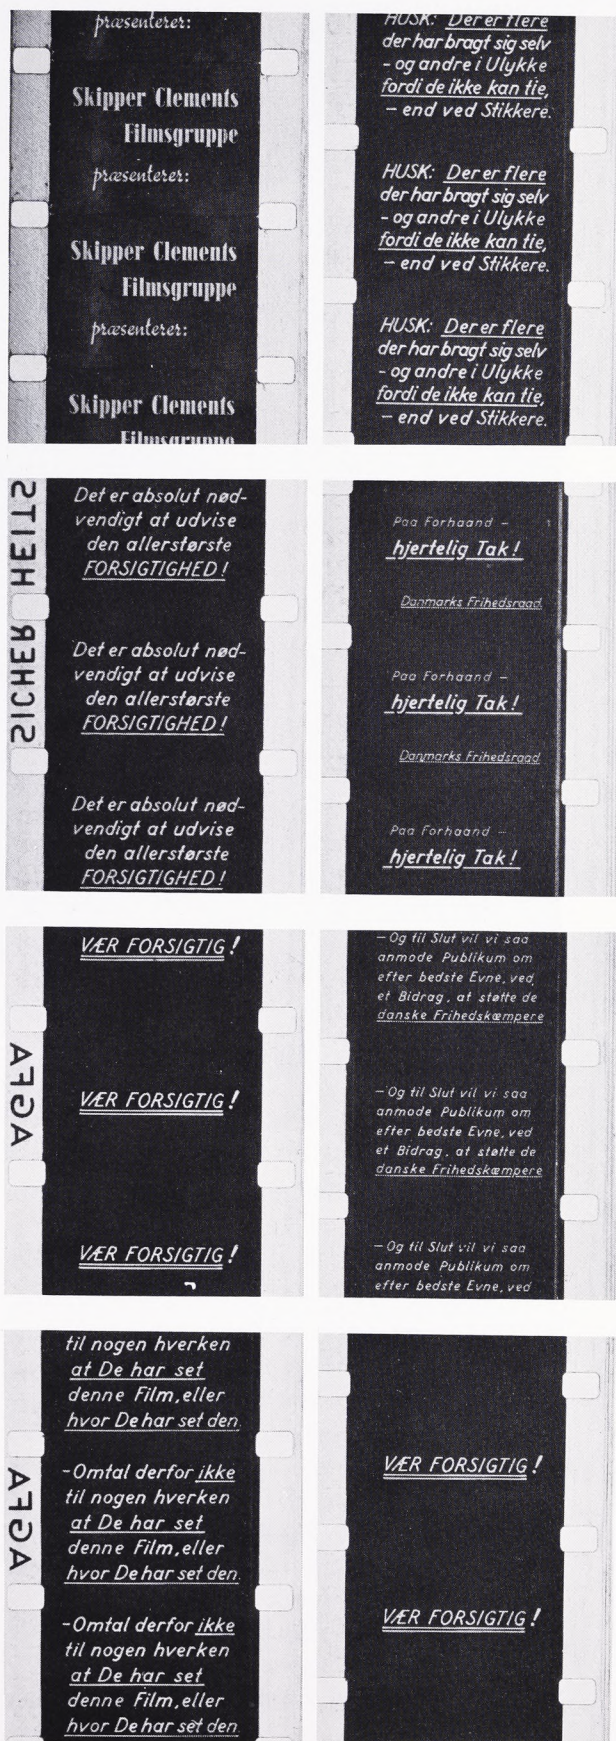 præsenterer:
Skipper Clements
Filmsgruppe
præsenterer:
Skipper Clements
Filmsgruppe
præsenterer:
Skipper Clements
Filmsgruppe
HUSK: Der er flere
der har bragt sig selv
- og andre i Ulykke
fordi de ikke kan tie,
- end ved Stikkere.
HUSK: Der er flere
der har bragt sig selv
- og andre i Ulykke
fordi de ikke kan tie,
- end ved Stikkere.
HUSK: Der er flere
der har bragt sig selv
- og andre i Ulykke
fordi de ikke kan tie,
- end ved Stikkere.
SICHERHEITS
Det er absolut nød-
vendigt at udvise
den allerstørste
FORSIGTIGHED!
Det er absolut nød-
vendigt at udvise
den allerstørste
FORSIGTIGHED!
Det er absolut nød-
vendigt at udvise
den allerstørste
FORSIGTIGHED!
Paa Forhaand -
hjertelig Tak!
Danmarks Frihedsraad
Paa Forhaand -
hjertelig Tak!
Danmarks Frihedsraad
Paa Forhaand -
hjertelig Tak!
AGFA
VÆR FORSIGTIG!
VÆR FORSIGTIG!
VÆR FORSIGTIG!
- Og til Slut vil vi saa
anmode Publikum om
efter bedste Evne, ved
et Bidrag, at støtte de
danske Frihedskæmpere
- Og til Slut vil vi saa
anmode Publikum om
efter bedste Evne, ved
et Bidrag, at støtte de
danske Frihedskæmpere
- Og til Slut vil vi saa
anmode Publikum om
efter bedste Evne, ved
AGFA
til nogen hverken
at De har set
denne Film, eller
hvor De har set den.
- Omtal derfor ikke
til nogen hverken
at De har set
denne Film, eller
hvor De har set den.
- Omtal derfor ikke
til nogen hverken
at De har set
denne Film, eller
hvor De har set den.
VÆR FORSIGTIG!
VÆR FORSIGTIG!